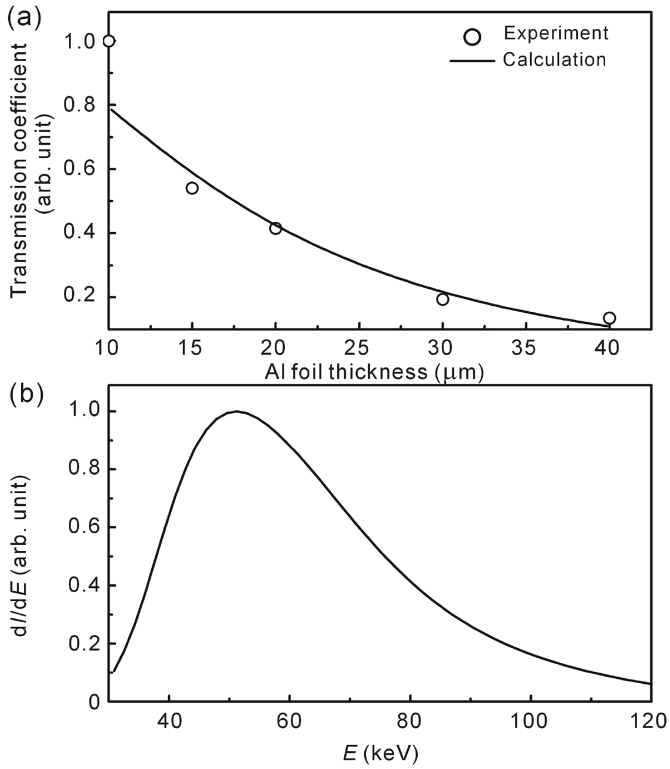 (a)
Transmission coefficient
(arb. unit)
1.0
0.8
0.6
0.4
0.2
Experiment
Calculation
10 15 20 25 30 35 40
Al foil thickness (μm)
(b)
dI/dE (arb. unit)
1.0
0.8
0.6
0.4
0.2
0
40 60 80 100 120
E (keV)